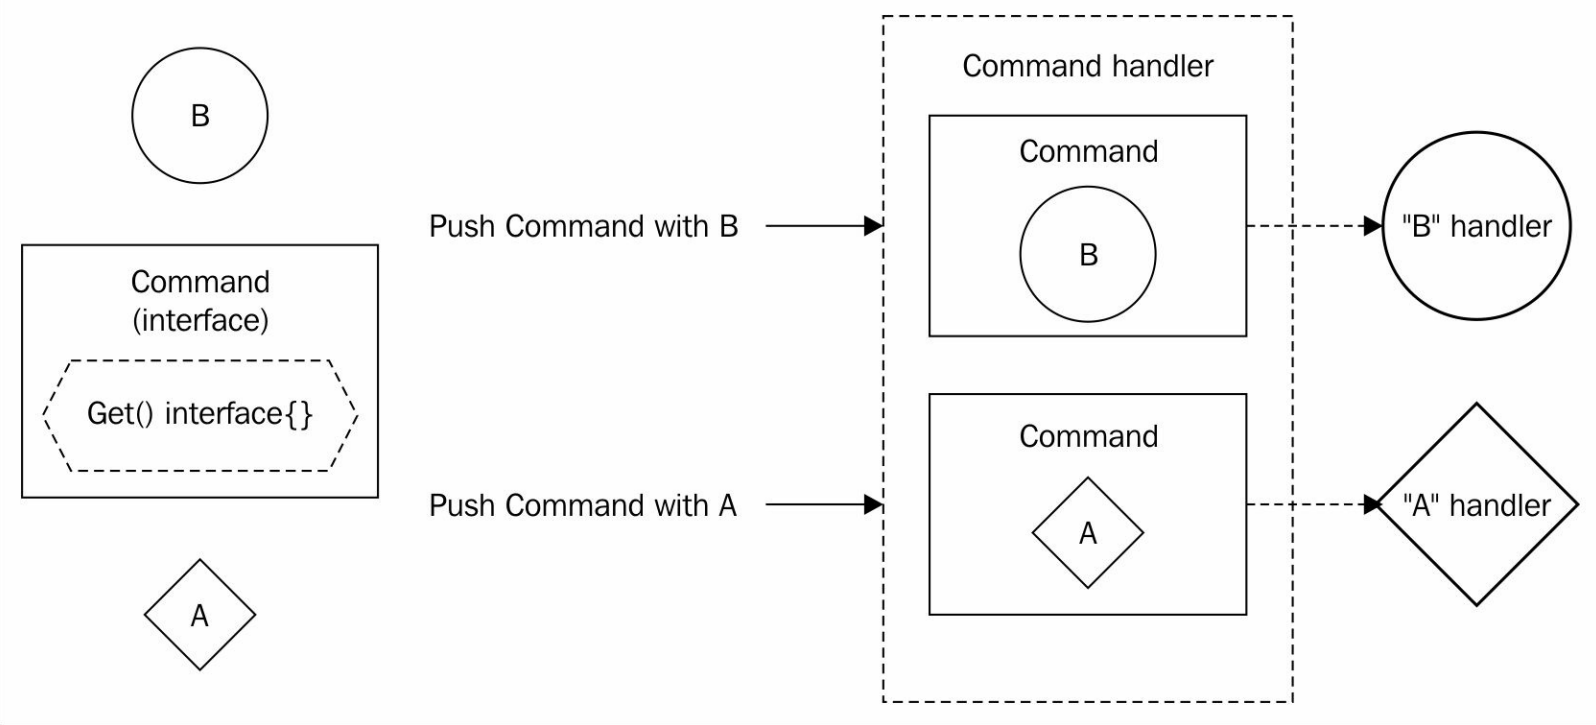 B
Command
(interface)
Get() interface{}
A
Push Command with B
Push Command with A
Command handler
Command
B
Command
A
"B" handler
"A" handler